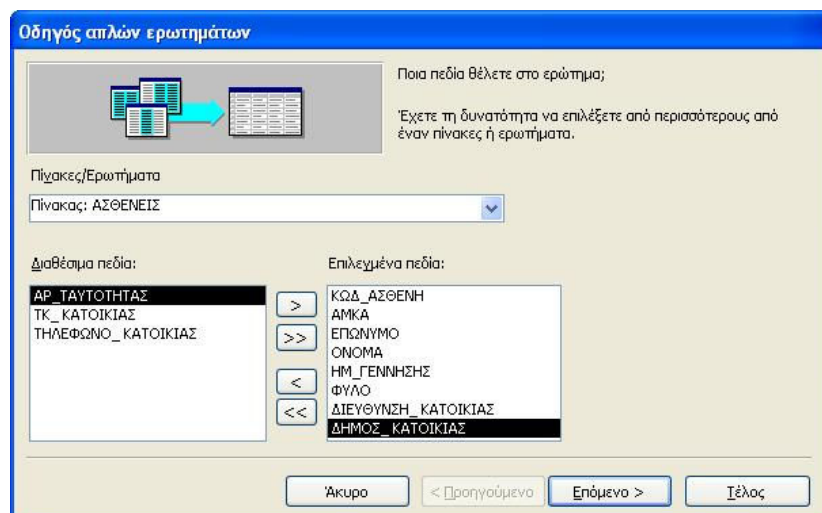 Οδηγός απλών ερωτημάτων
Ποια πεδία θέλετε στο ερώτημα;
Έχετε τη δυνατότητα να επιλέξετε από περισσότερους από
έναν πίνακες ή ερωτήματα.
Πίνακες/Ερωτήματα
Πίνακας: ΑΣΘΕΝΕΙΣ
Διαθέσιμα πεδία:
Επιλεγμένα πεδία:
ΑΡ_ΤΑΥΤΟΤΗΤΑΣ
ΤΚ_ΚΑΤΟΙΚΙΑΣ
ΤΗΛΕΦΩΝΟ_ΚΑΤΟΙΚΙΑΣ
>
>>
<
<<
ΚΩΔ_ΑΣΘΕΝΗ
ΑΜΚΑ
ΕΠΩΝΥΜΟ
ΟΝΟΜΑ
ΗΜ_ΓΕΝΝΗΣΗΣ
ΦΥΛΟ
ΔΙΕΥΘΥΝΣΗ_ΚΑΤΟΙΚΙΑΣ
ΔΗΜΟΣ_ΚΑΤΟΙΚΙΑΣ
Άκυρο
< Προηγούμενο
Επόμενο >
Τέλος